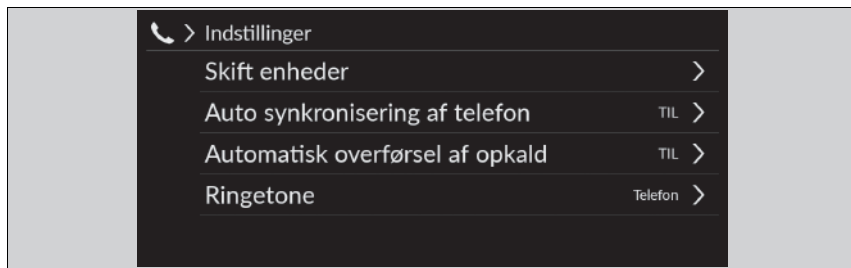 Indstillinger
Skift enheder
Auto synkronisering af telefon TIL
Automatisk overførsel af opkald TIL
Ringetone Telefon